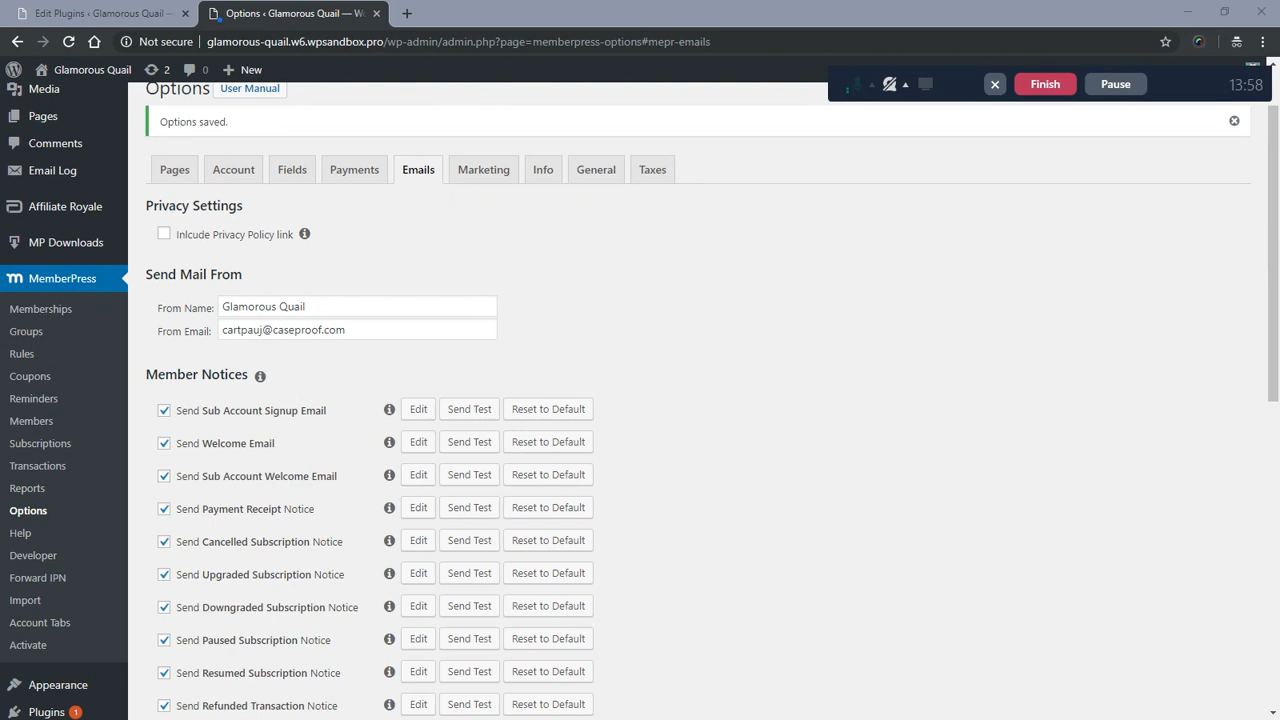 Edit Plugins ‹ Glamorous Quail —
Options ‹ Glamorous Quail — W
Not secure
glamorous-quail.w6.wpsandbox.pro/wp-admin/admin.php?page=memberpress-options#mepr-emails
Glamorous Quail
2
0
New
Finish
Pause
13:58
Media
Pages
Comments
Email Log
Affiliate Royale
MP Downloads
MemberPress
Memberships
Groups
Rules
Coupons
Reminders
Members
Subscriptions
Transactions
Reports
Options
Help
Developer
Forward IPN
Import
Account Tabs
Activate
Appearance
Plugins 1
Options User Manual
Options saved.
Pages Account Fields Payments Emails Marketing Info General Taxes
Privacy Settings
Inlcude Privacy Policy link
Send Mail From
From Name: Glamorous Quail
From Email: cartpauj@caseproof.com
Member Notices
Send Sub Account Signup Email Edit Send Test Reset to Default
Send Welcome Email Edit Send Test Reset to Default
Send Sub Account Welcome Email Edit Send Test Reset to Default
Send Payment Receipt Notice Edit Send Test Reset to Default
Send Cancelled Subscription Notice Edit Send Test Reset to Default
Send Upgraded Subscription Notice Edit Send Test Reset to Default
Send Downgraded Subscription Notice Edit Send Test Reset to Default
Send Paused Subscription Notice Edit Send Test Reset to Default
Send Resumed Subscription Notice Edit Send Test Reset to Default
Send Refunded Transaction Notice Edit Send Test Reset to Default